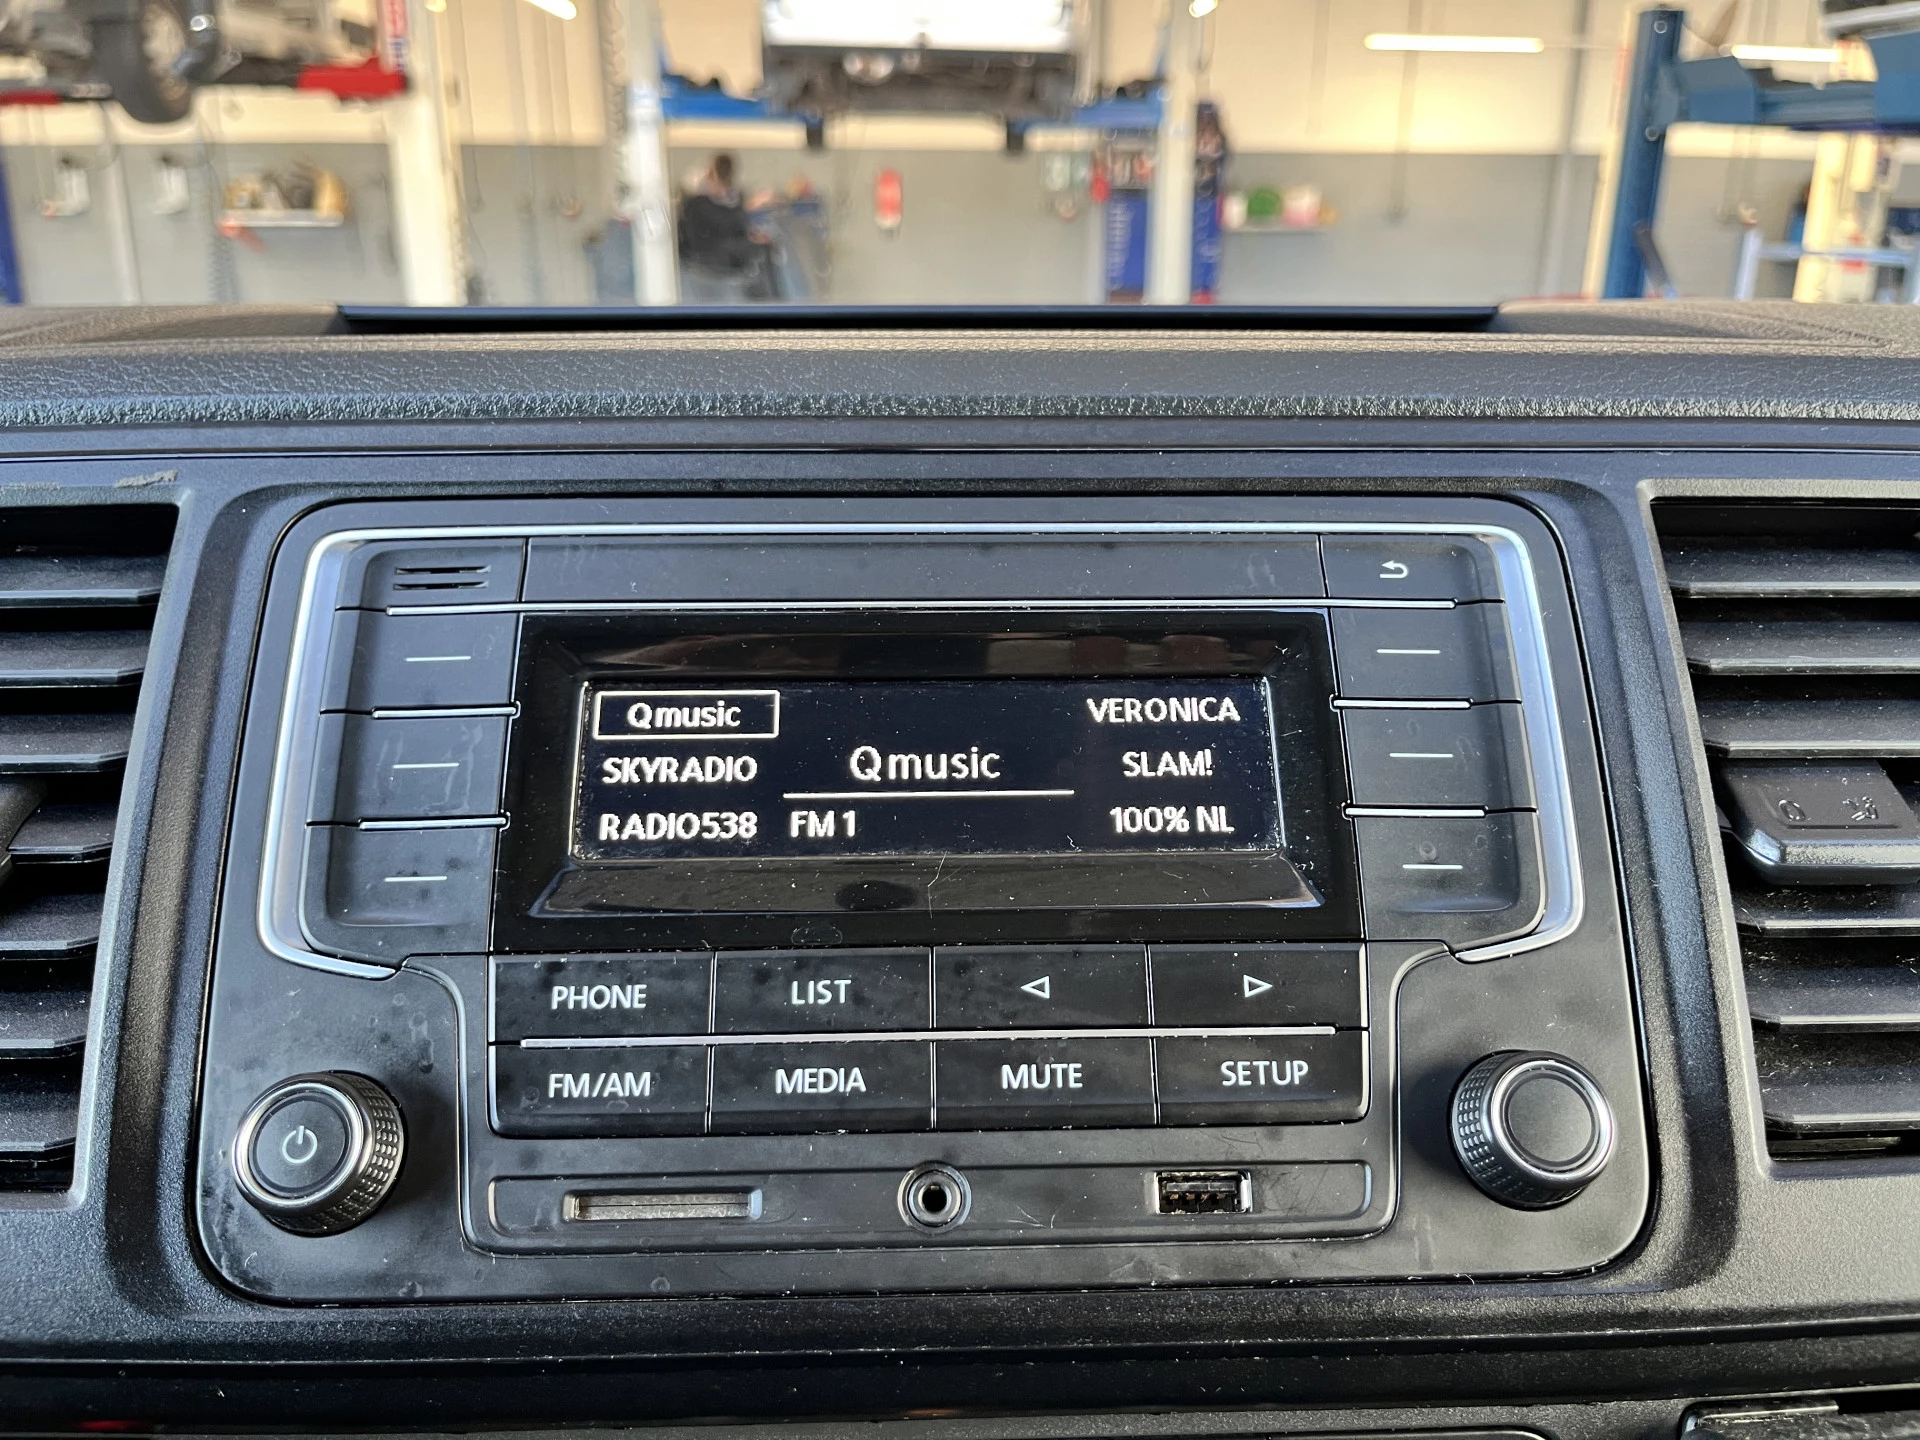 Qmusic
VERONICA
SKYRADIO
Qmusic
SLAM!
RADIO538
FM 1
100% NL
PHONE
LIST
FM/AM
MEDIA
MUTE
SETUP